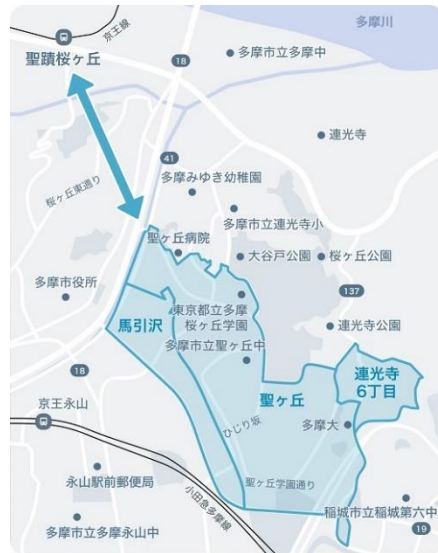 多摩川
京王線
聖蹟桜ヶ丘
18
多摩市立多摩中
連光寺
41
多摩みゆき幼稚園
桜ヶ丘東通り
多摩市立連光寺小
聖ヶ丘病院
大谷戸公園
桜ヶ丘公園
多摩市役所
137
東京都立多摩
桜ヶ丘学園
馬引沢
連光寺公園
多摩市立聖ヶ丘中
18
連光寺
6丁目
聖ヶ丘
京王永山
ひじり坂
多摩大
永山駅前郵便局
聖ヶ丘学園通り
小田急多摩線
稲城市立稲城第六中
多摩市立多摩永山中
19